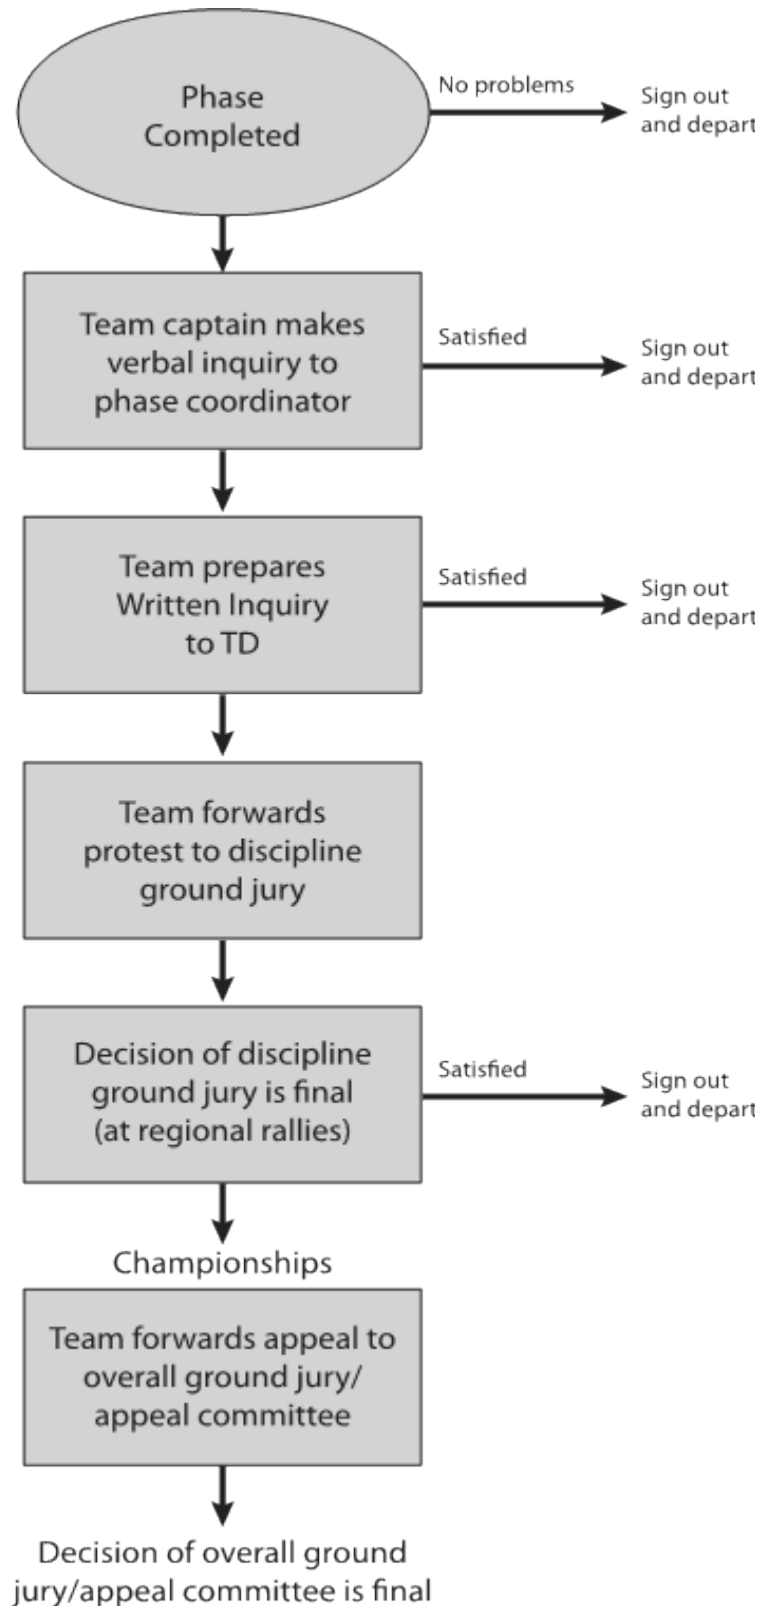 Phase
Completed
No problems
Sign out
and depart
Team captain makes
verbal inquiry to
phase coordinator
Satisfied
Sign out
and depart
Team prepares
Written Inquiry
to TD
Satisfied
Sign out
and depart
Team forwards
protest to discipline
ground jury
Decision of discipline
ground jury is final
(at regional rallies)
Satisfied
Sign out
and depart
Championships
Team forwards appeal to
overall ground jury/
appeal committee
Decision of overall ground
jury/appeal committee is final